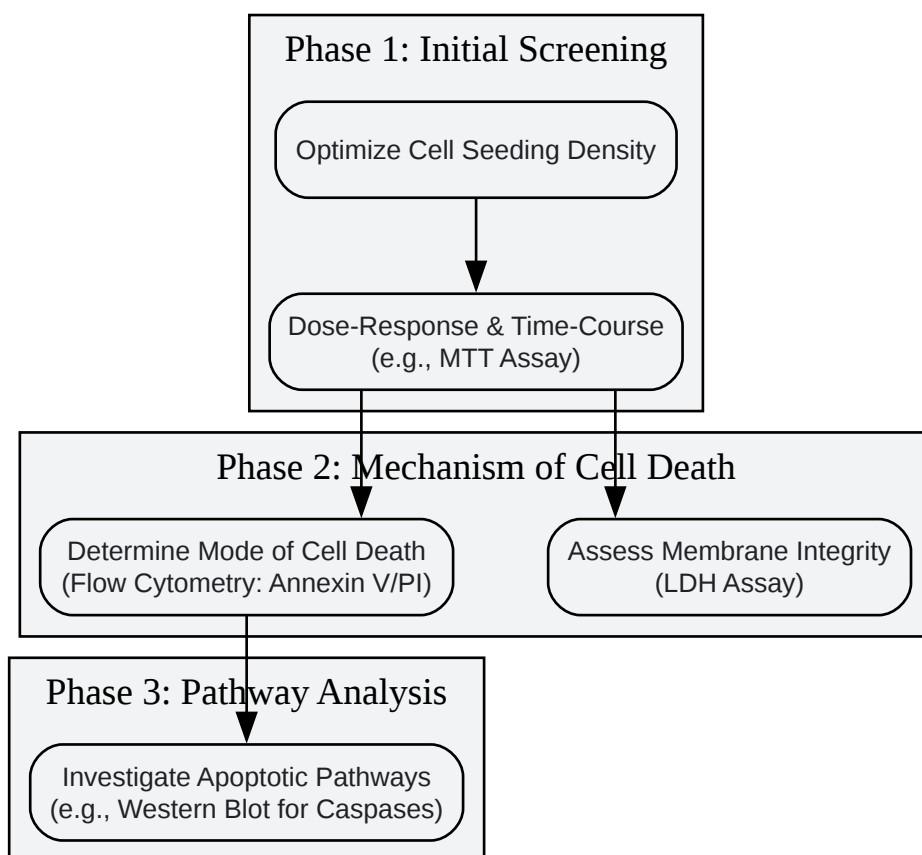 Phase 1: Initial Screening
Optimize Cell Seeding Density
Dose-Response & Time-Course
(e.g., MTT Assay)
Phase 2: Mechanism of Cell Death
Determine Mode of Cell Death
(Flow Cytometry: Annexin V/PI)
Assess Membrane Integrity
(LDH Assay)
Phase 3: Pathway Analysis
Investigate Apoptotic Pathways
(e.g., Western Blot for Caspases)